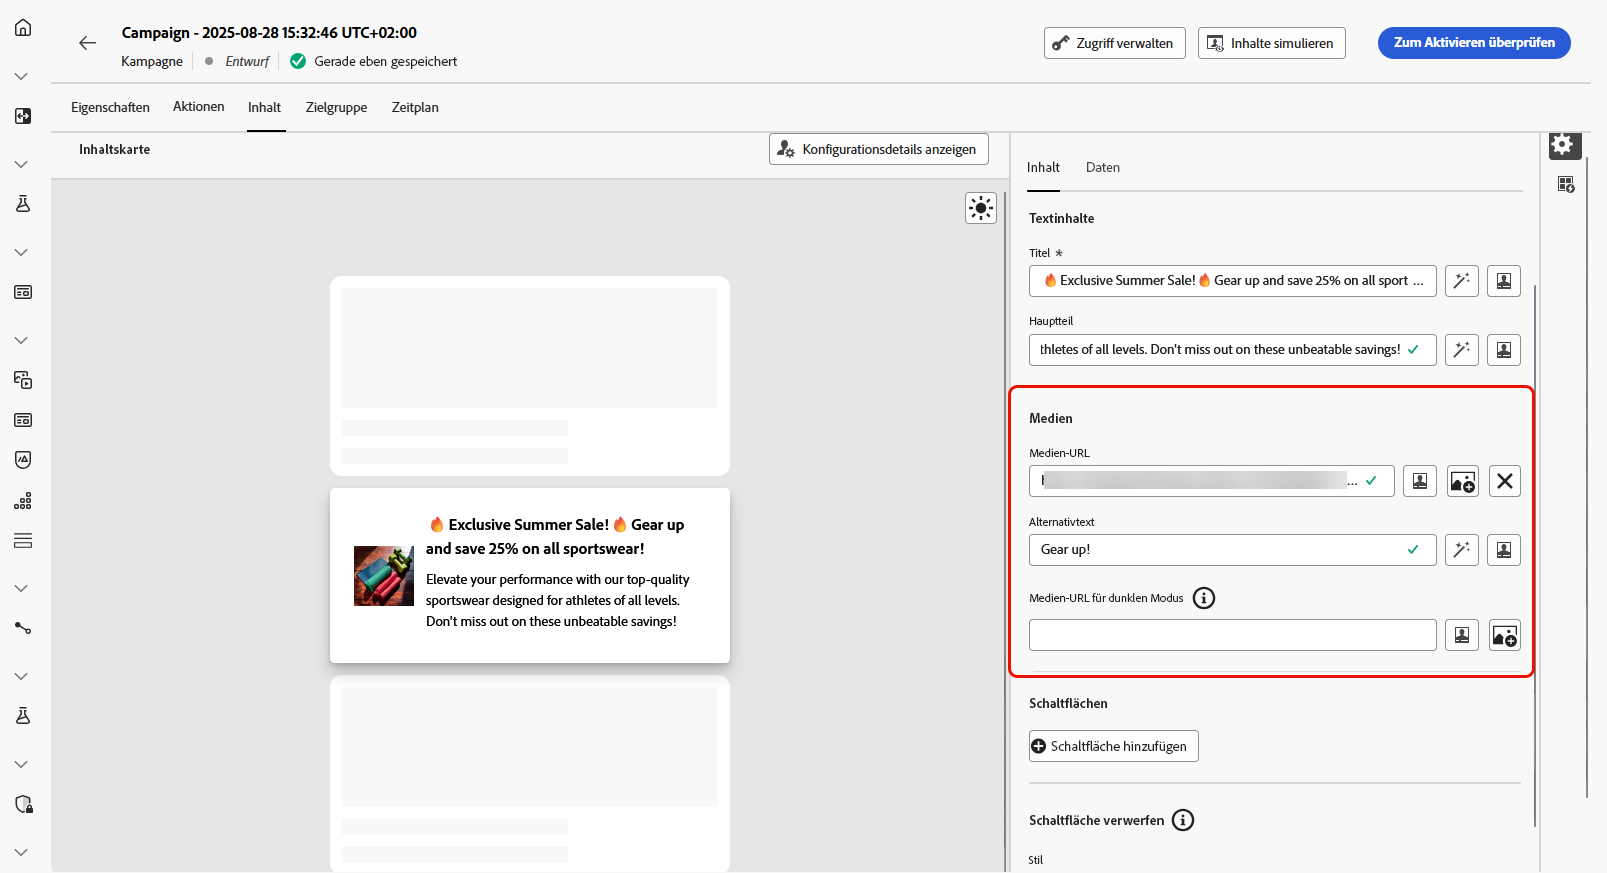 Campaign - 2025-08-28 15:32:46 UTC+02:00
Kampagne
Entwurf
Gerade eben gespeichert
Zugriff verwalten
Inhalte simulieren
Zum Aktivieren überprüfen
Eigenschaften Aktionen Inhalt Zielgruppe Zeitplan
Inhaltskarte
Konfigurationsdetails anzeigen
🔥 Exclusive Summer Sale! 🔥 Gear up
and save 25% on all sportswear!
Elevate your performance with our top-quality
sportswear designed for athletes of all levels.
Don't miss out on these unbeatable savings!
Inhalt Daten
Textinhalte
Titel *
🔥 Exclusive Summer Sale! 🔥 Gear up and save 25% on all sport ...
Hauptteil
thletes of all levels. Don't miss out on these unbeatable savings!
Medien
Medien-URL
...
Alternativtext
Gear up!
Medien-URL für dunklen Modus
Schaltflächen
Schaltfläche hinzufügen
Schaltfläche verwerfen
Stil